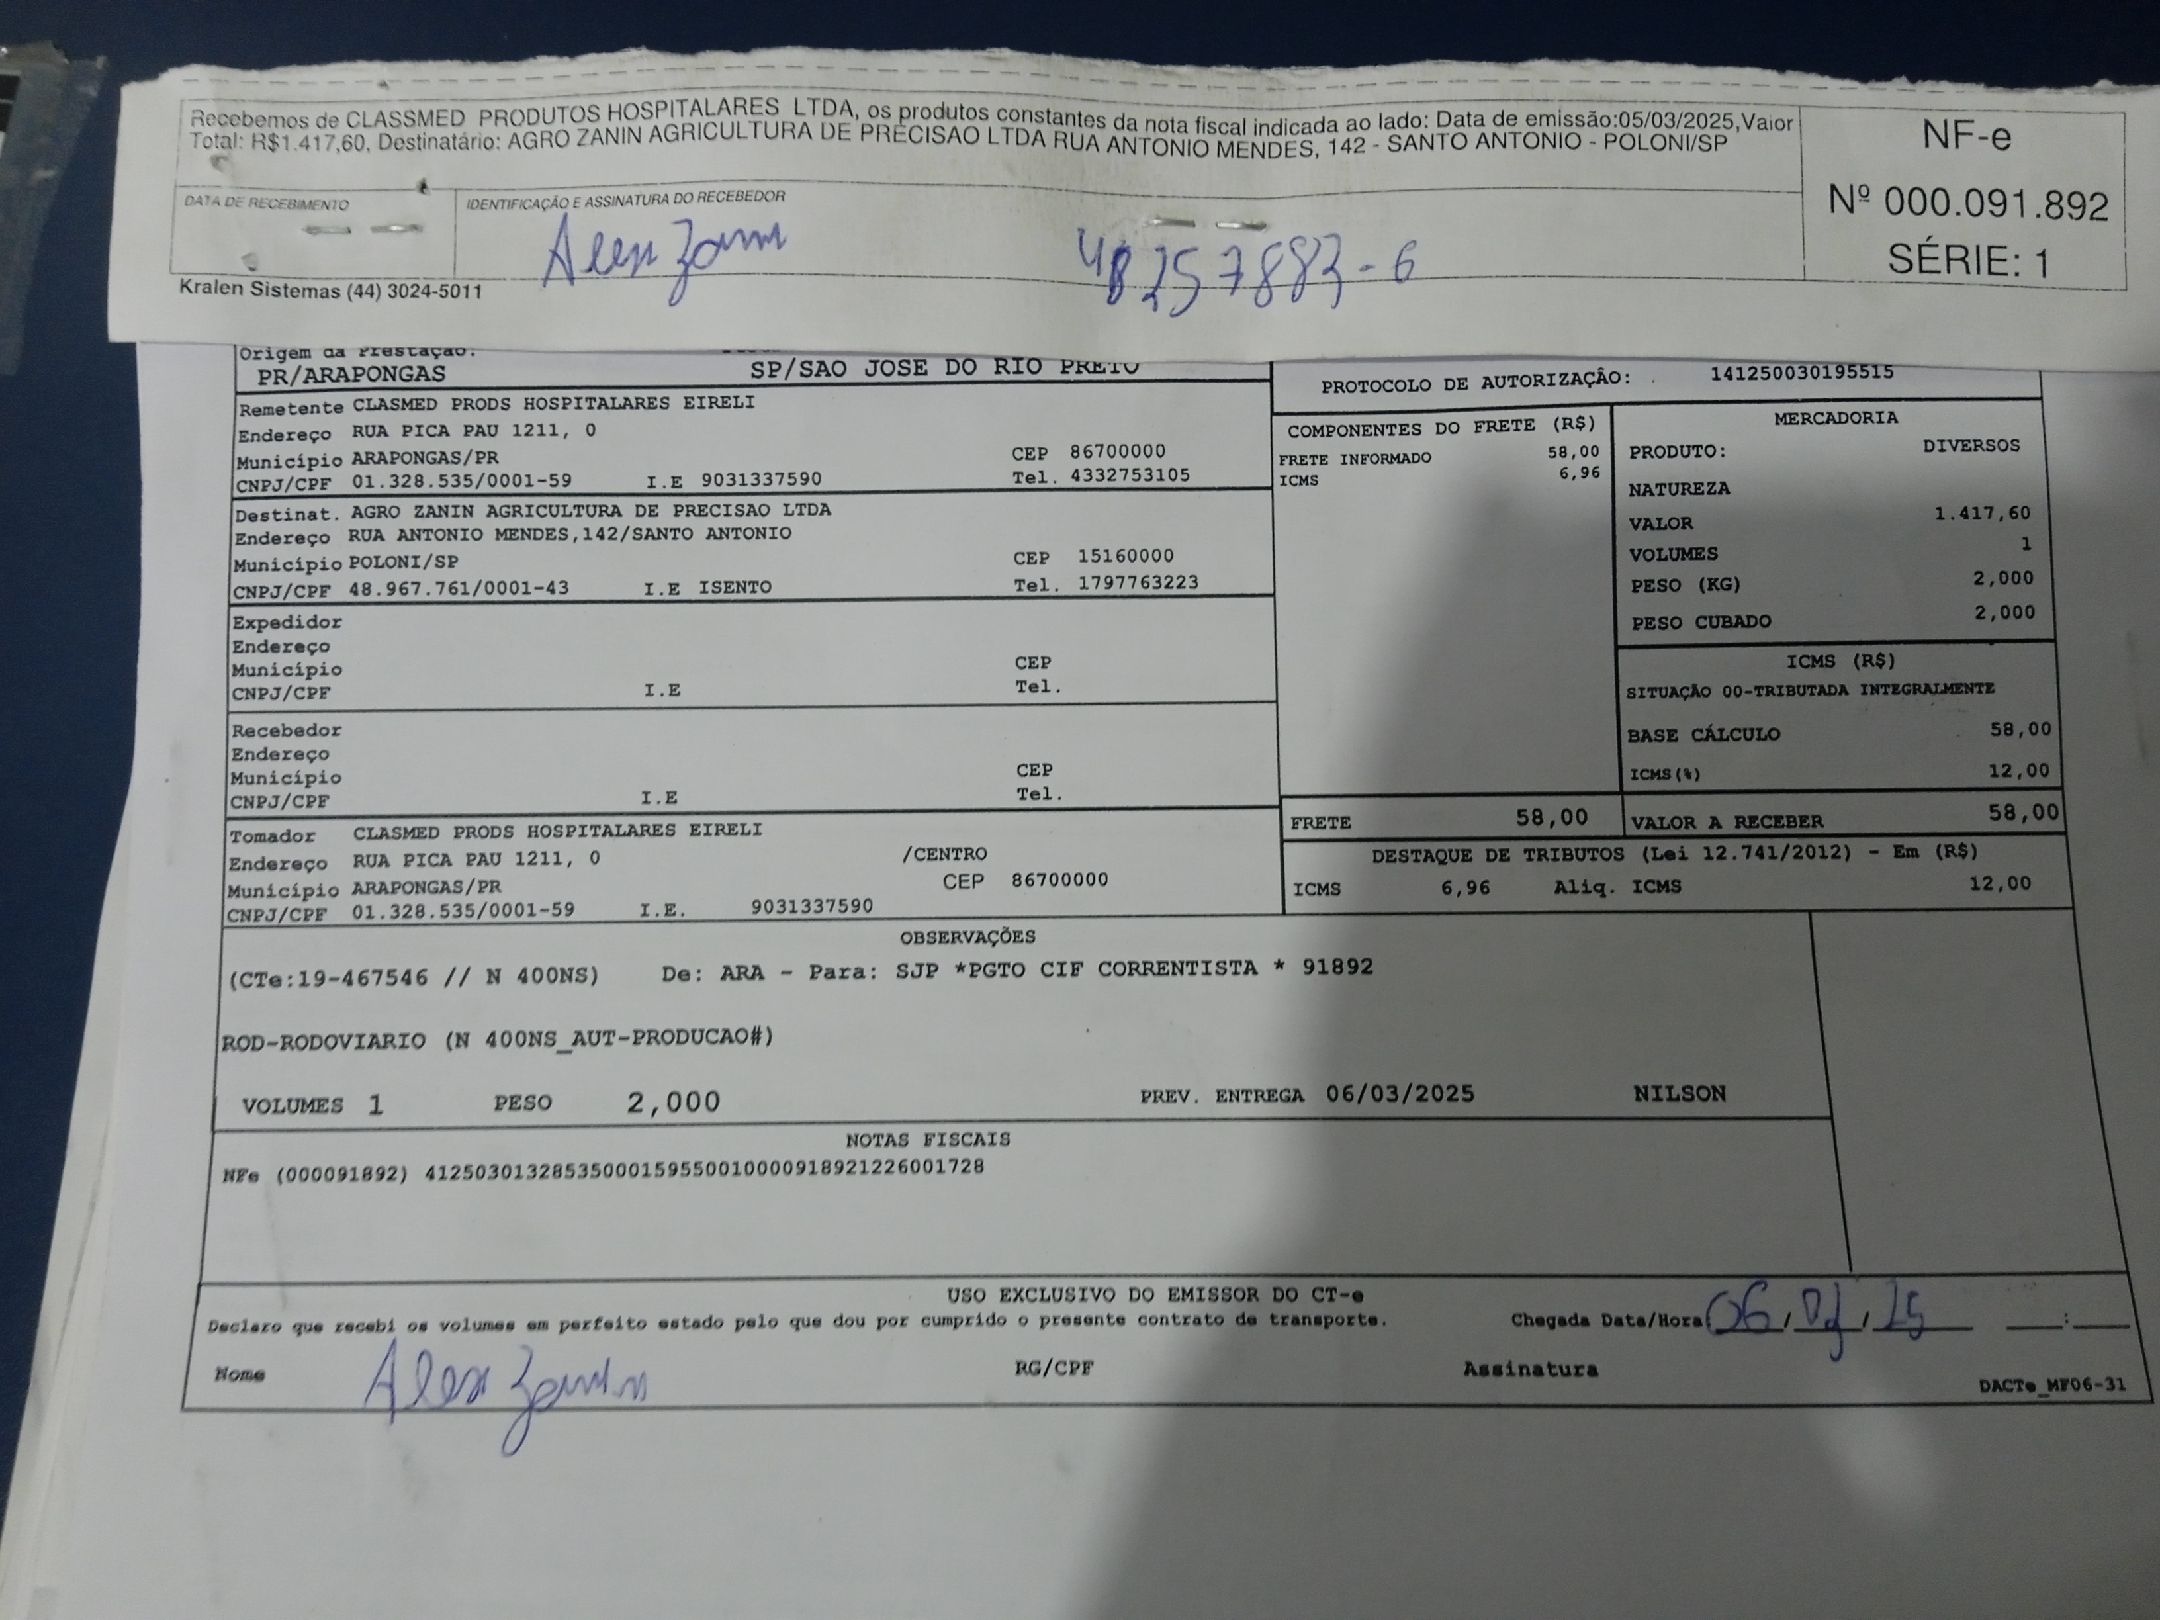 Recebemos de CLASSMED PRODUTOS HOSPITALARES LTDA, os produtos constantes da nota fiscal indicada ao lado: Data de emissão:05/03/2025,Valor
Total: R$1.417,60, Destinatário: AGRO ZANIN AGRICULTURA DE PRECISAO LTDA RUA ANTONIO MENDES, 142 - SANTO ANTONIO - POLONI/SP
NF-e
Nº 000.091.892
SÉRIE: 1
DATA DE RECEBIMENTO
IDENTIFICAÇÃO E ASSINATURA DO RECEBEDOR
Alex Zanin
Kralen Sistemas (44) 3024-5011
Origem da Prestação:
PR/ARAPONGAS SP/SAO JOSE DO RIO PRETO
PROTOCOLO DE AUTORIZAÇÃO: 141250030195515
Remetente CLASMED PRODS HOSPITALARES EIRELI
Endereço RUA PICA PAU 1211, 0
Município ARAPONGAS/PR CEP 86700000
CNPJ/CPF 01.328.535/0001-59 I.E 9031337590 Tel. 4332753105
Destinat. AGRO ZANIN AGRICULTURA DE PRECISAO LTDA
Endereço RUA ANTONIO MENDES,142/SANTO ANTONIO
Município POLONI/SP CEP 15160000
CNPJ/CPF 48.967.761/0001-43 I.E ISENTO Tel. 1797763223
Expedidor
Endereço
Município CEP
CNPJ/CPF I.E Tel.
Recebedor
Endereço
Município CEP
CNPJ/CPF I.E Tel.
Tomador CLASMED PRODS HOSPITALARES EIRELI
Endereço RUA PICA PAU 1211, 0 /CENTRO
Município ARAPONGAS/PR CEP 86700000
CNPJ/CPF 01.328.535/0001-59 I.E. 9031337590
COMPONENTES DO FRETE (R$)
FRETE INFORMADO 58,00
ICMS 6,96
MERCADORIA
PRODUTO: DIVERSOS
NATUREZA
VALOR 1.417,60
VOLUMES 1
PESO (KG) 2,000
PESO CUBADO 2,000
ICMS (R$)
SITUAÇÃO 00-TRIBUTADA INTEGRALMENTE
BASE CÁLCULO 58,00
ICMS(%) 12,00
FRETE 58,00 VALOR A RECEBER 58,00
DESTAQUE DE TRIBUTOS (Lei 12.741/2012) - Em (R$)
ICMS 6,96 Aliq. ICMS 12,00
OBSERVAÇÕES
(CTe:19-467546 // N 400NS) De: ARA - Para: SJP *PGTO CIF CORRENTISTA * 91892
ROD-RODOVIARIO (N 400NS_AUT-PRODUCAO#)
VOLUMES 1 PESO 2,000 PREV. ENTREGA 06/03/2025 NILSON
NOTAS FISCAIS
NFe (000091892) 41250301328535000159550010000918921226001728
USO EXCLUSIVO DO EMISSOR DO CT-e
Declaro que recebi os volumes em perfeito estado pelo que dou por cumprido o presente contrato de transporte. Chegada Data/Hora 06/03/25 ___:___
Nome Alex Zanin RG/CPF Assinatura
DACTe_MF06-31